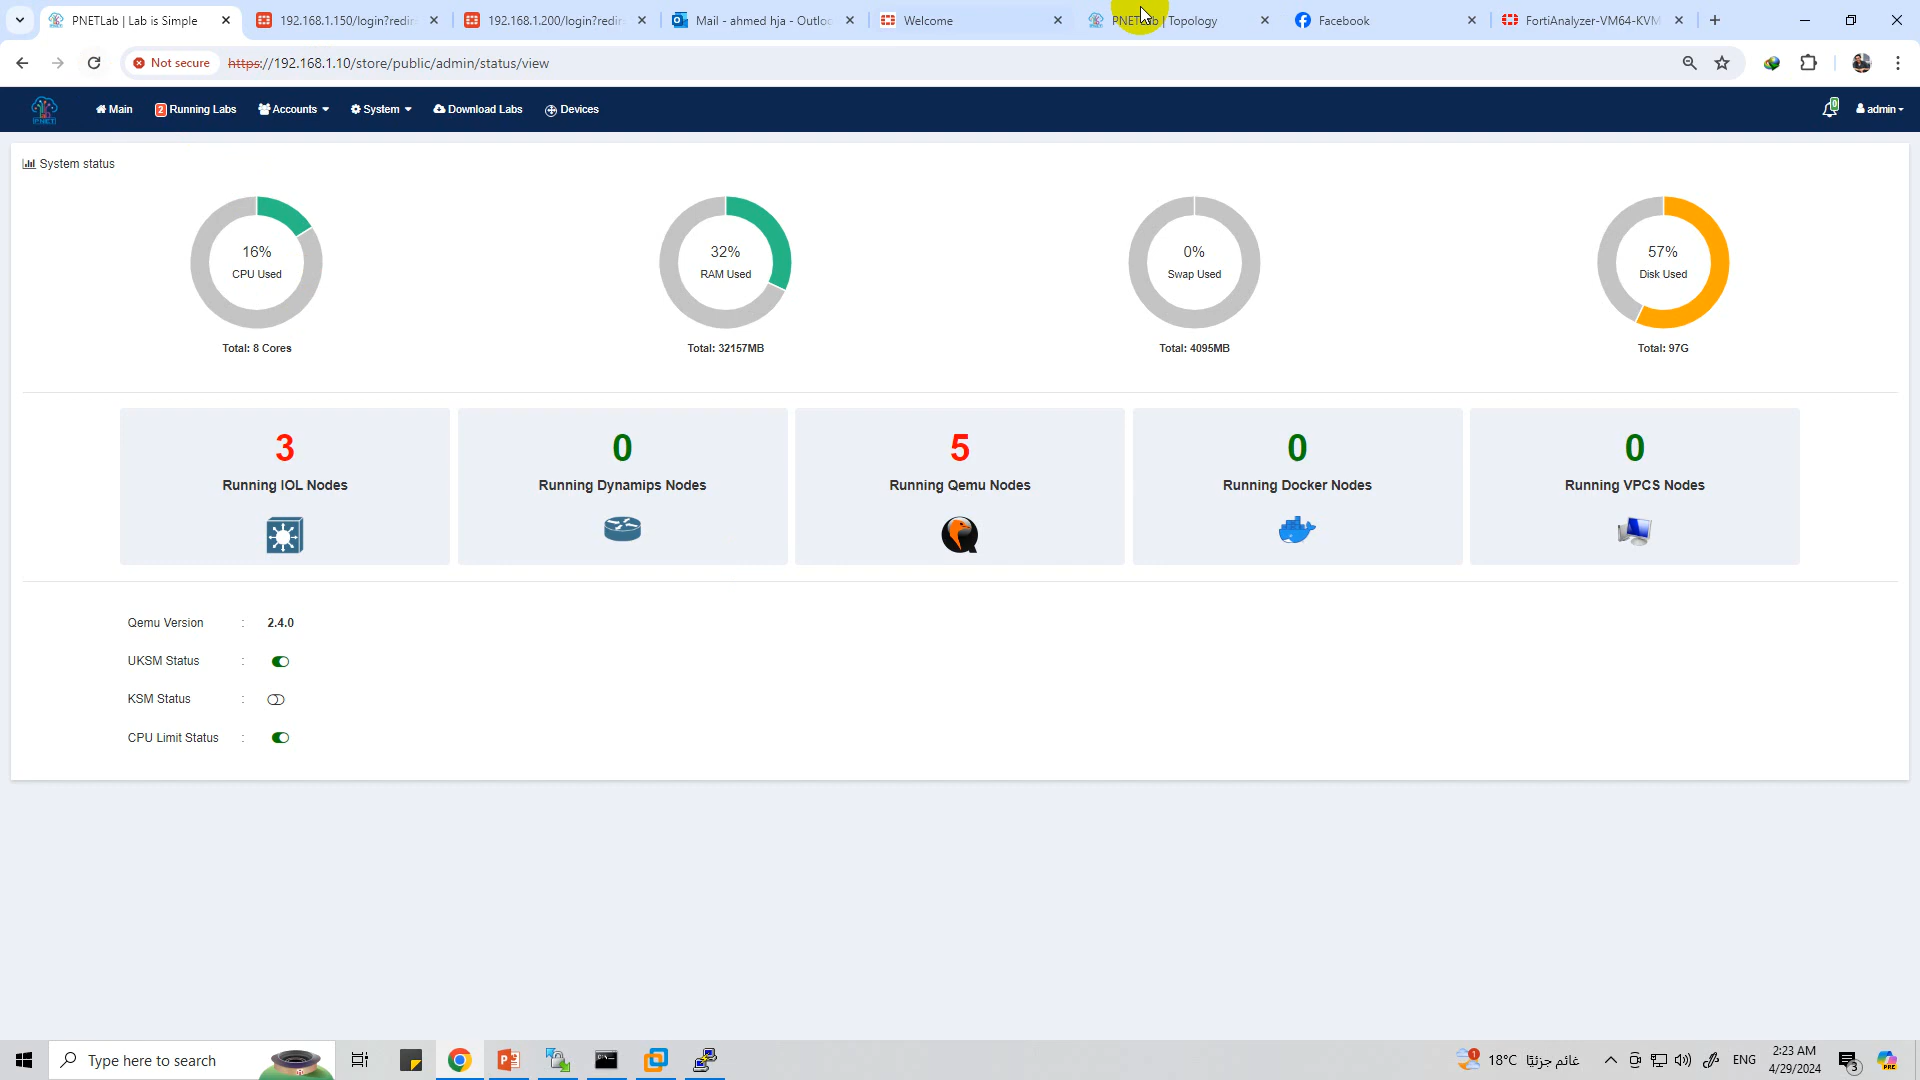 PNETLab | Lab is Simple
192.168.1.150/login?redir
192.168.1.200/login?redir
Mail - ahmed hja - Outloo
Welcome
PNETLab | Topology
Facebook
FortiAnalyzer-VM64-KVM
Not secure
https://192.168.1.10/store/public/admin/status/view
Main
2
Running Labs
Accounts
System
Download Labs
Devices
0
admin
System status
16%
CPU Used
Total: 8 Cores
32%
RAM Used
Total: 32157MB
0%
Swap Used
Total: 4095MB
57%
Disk Used
Total: 97G
3
Running IOL Nodes
0
Running Dynamips Nodes
5
Running Qemu Nodes
0
Running Docker Nodes
0
Running VPCS Nodes
Qemu Version : 2.4.0
UKSM Status :
KSM Status :
CPU Limit Status :
Type here to search
1
18°C غائم جزئيًا
ENG
2:23 AM
4/29/2024
3
PRE